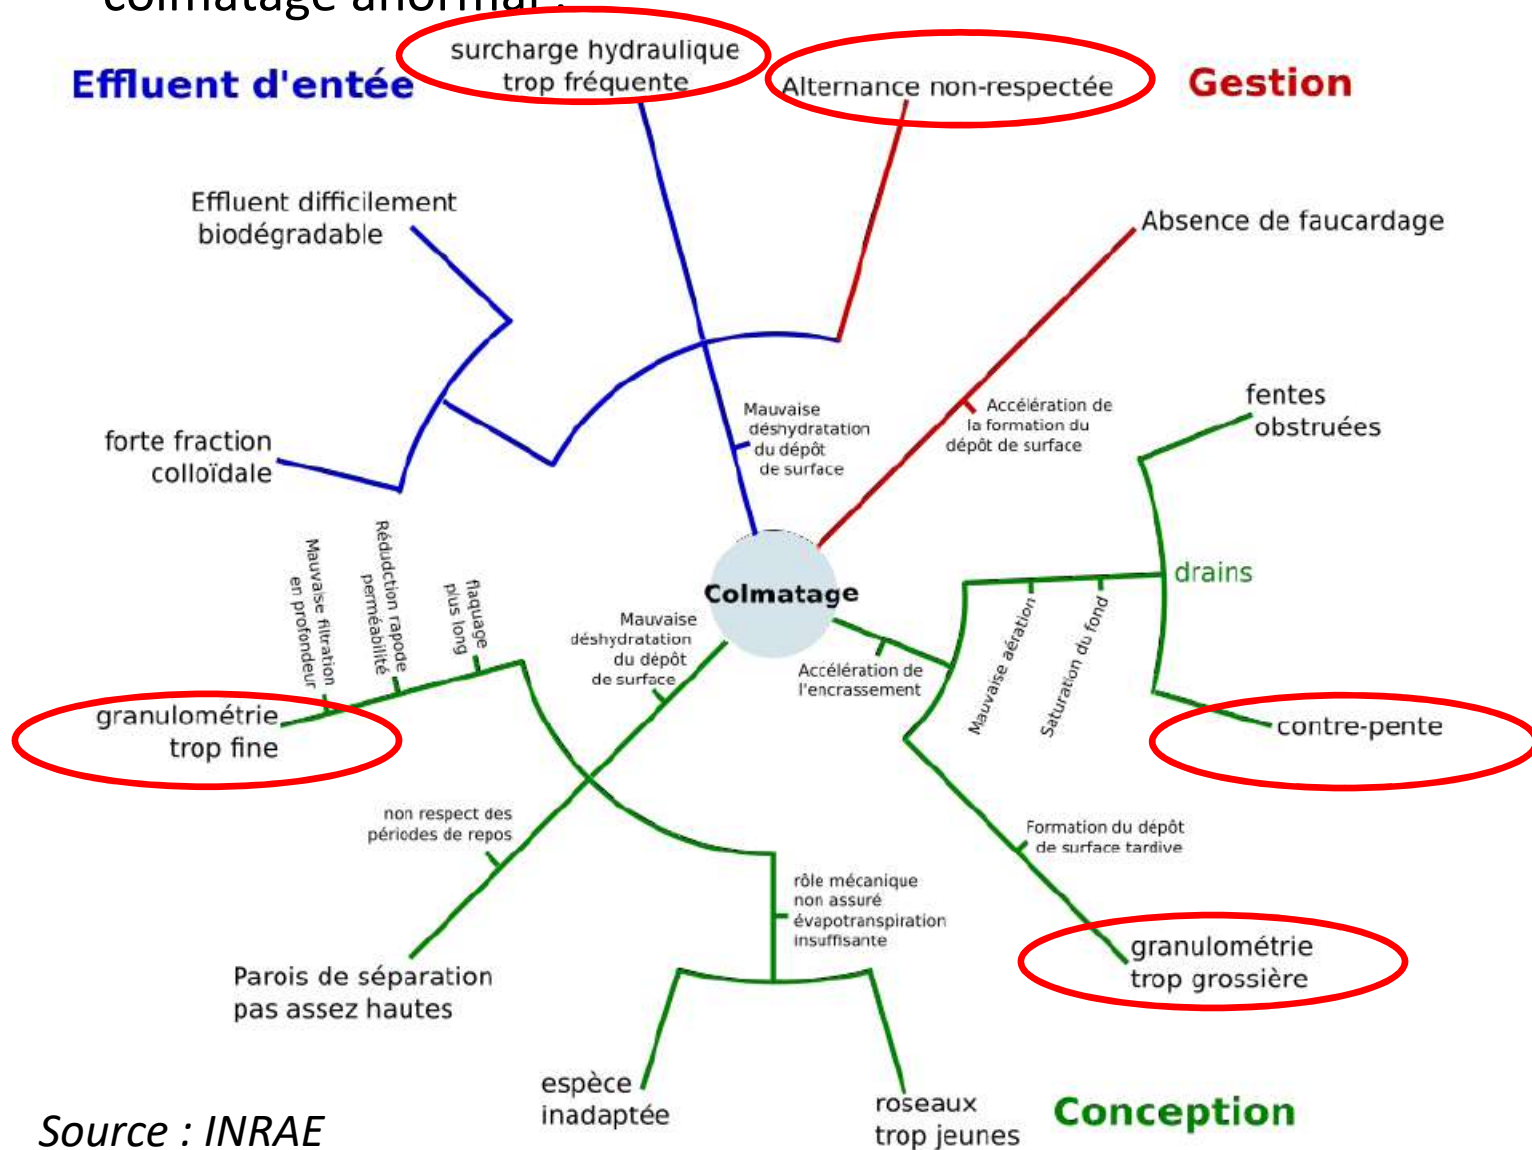 colmatage anormal :
surcharge hydraulique
trop fréquente
Effluent d'entée
Alternance non-respectée
Gestion
Effluent difficilement
biodégradable
Absence de faucardage
fentes
obstruées
Mauvaise
déshydratation
du dépôt
de surface
Accélération de
la formation du
dépôt de surface
forte fraction
colloïdale
Mauvaise filtration
en profondeur
Rédudction rapode
perméabilité
flaquage
plus long
drains
Colmatage
Mauvaise
déshydratation
du dépôt
de surface
Accélération de
l'encrassement
Mauvaise aération
Saturation du fond
granulométrie
trop fine
contre-pente
non respect des
périodes de repos
Formation du dépôt
de surface tardive
rôle mécanique
non assuré
évapotranspiration
insuffisante
granulométrie
trop grossière
Parois de séparation
pas assez hautes
espèce
inadaptée
roseaux
trop jeunes
Conception
Source : INRAE